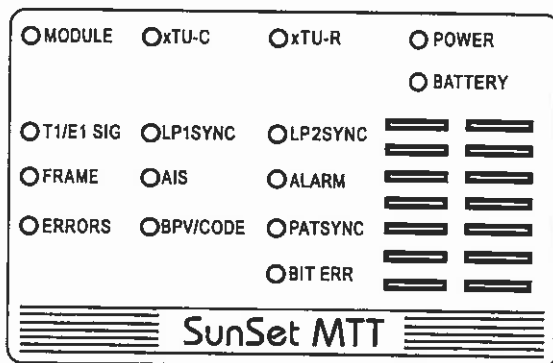 MODULE xTU-C xTU-R POWER
BATTERY
T1/E1 SIG LP1SYNC LP2SYNC
FRAME AIS ALARM
ERRORS BPV/CODE PATSYNC
BIT ERR
SunSet MTT